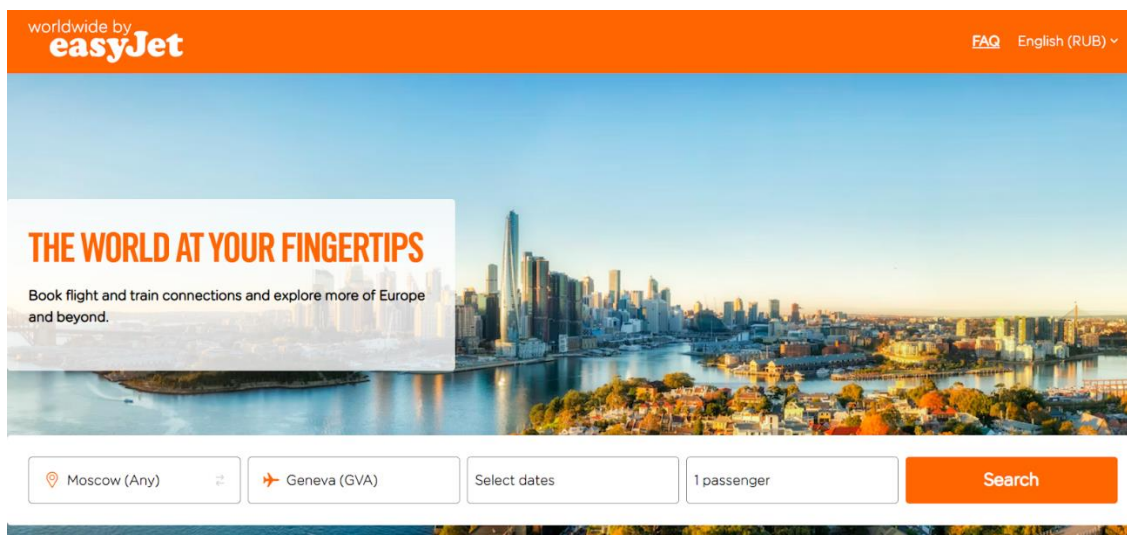 worldwide by
easyJet
FAQ English (RUB)
THE WORLD AT YOUR FINGERTIPS
Book flight and train connections and explore more of Europe
and beyond.
Moscow (Any) Geneva (GVA) Select dates 1 passenger Search